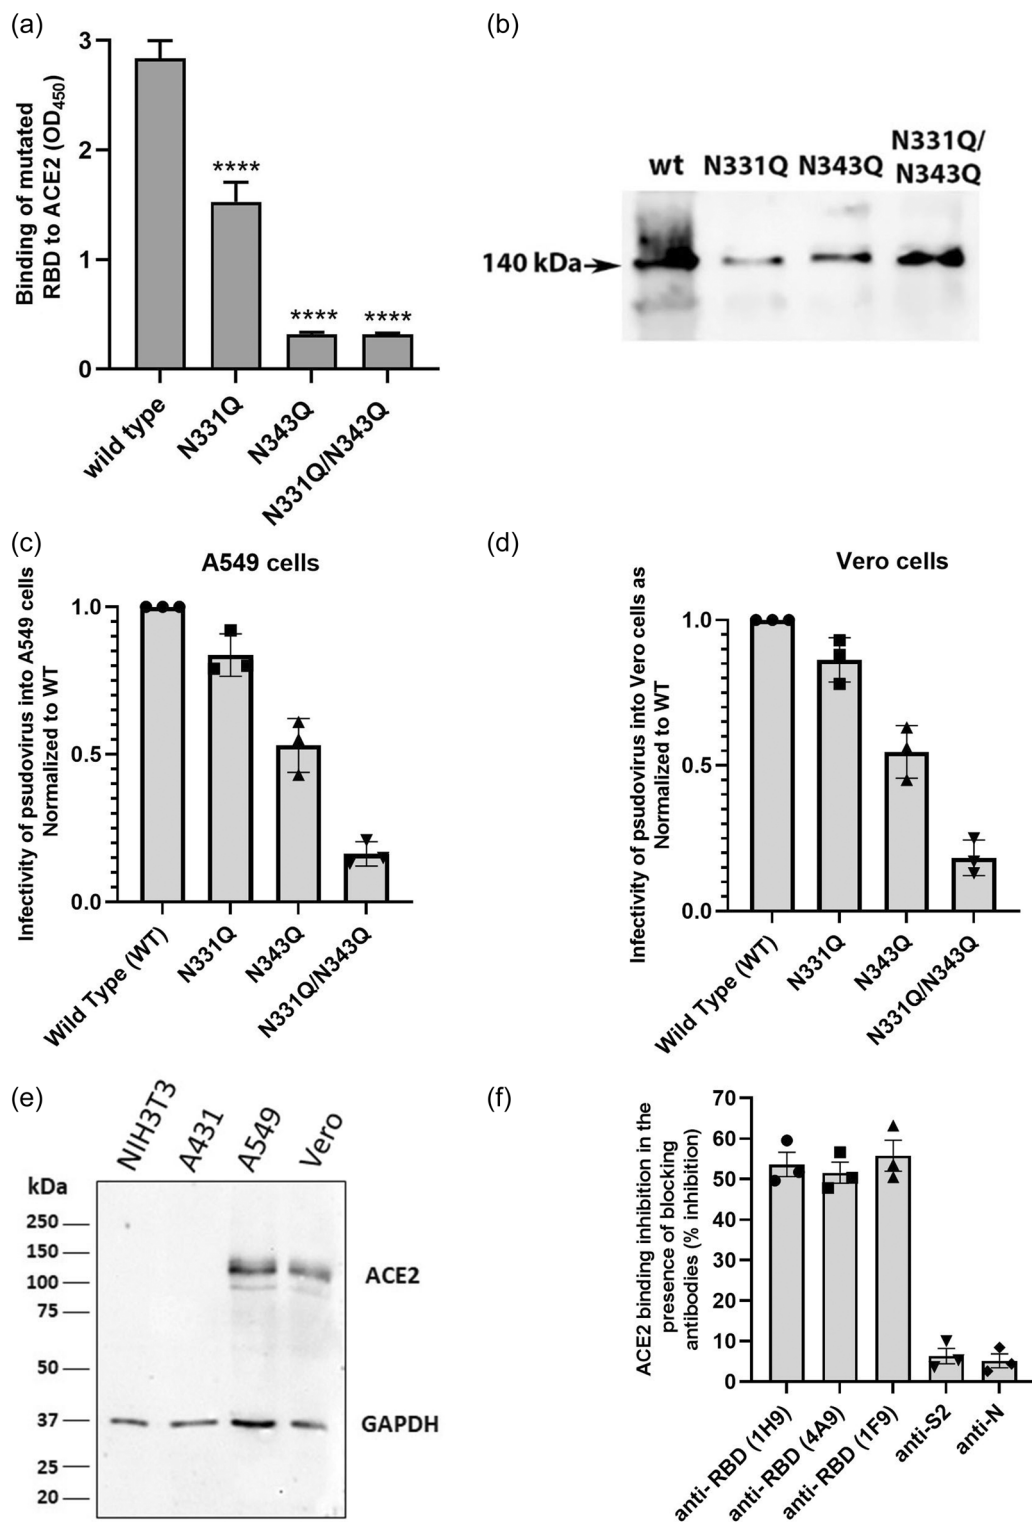 (a)
Binding of mutated
RBD to ACE2 (OD450)
3
2
1
0
****
****
****
wild type
N331Q
N343Q
N331Q/N343Q
(b)
wt
N331Q
N343Q
N331Q/
N343Q
140 kDa
(c)
A549 cells
Infectivity of psudovirus into A549 cells
Normalized to WT
1.0
0.5
0.0
Wild Type (WT)
N331Q
N343Q
N331Q/N343Q
(d)
Vero cells
Infectivity of psudovirus into Vero cells as
Normalized to WT
1.0
0.5
0.0
Wild Type (WT)
N331Q
N343Q
N331Q/N343Q
(e)
NIH3T3
A431
A549
Vero
kDa
250
150
100
75
50
37
25
20
ACE2
GAPDH
(f)
ACE2 binding inhibition in the
presence of blocking
antibodies (% inhibition)
70
60
50
40
30
20
10
0
anti- RBD (1H9)
anti- RBD (4A9)
anti- RBD (1F9)
anti-S2
anti-N